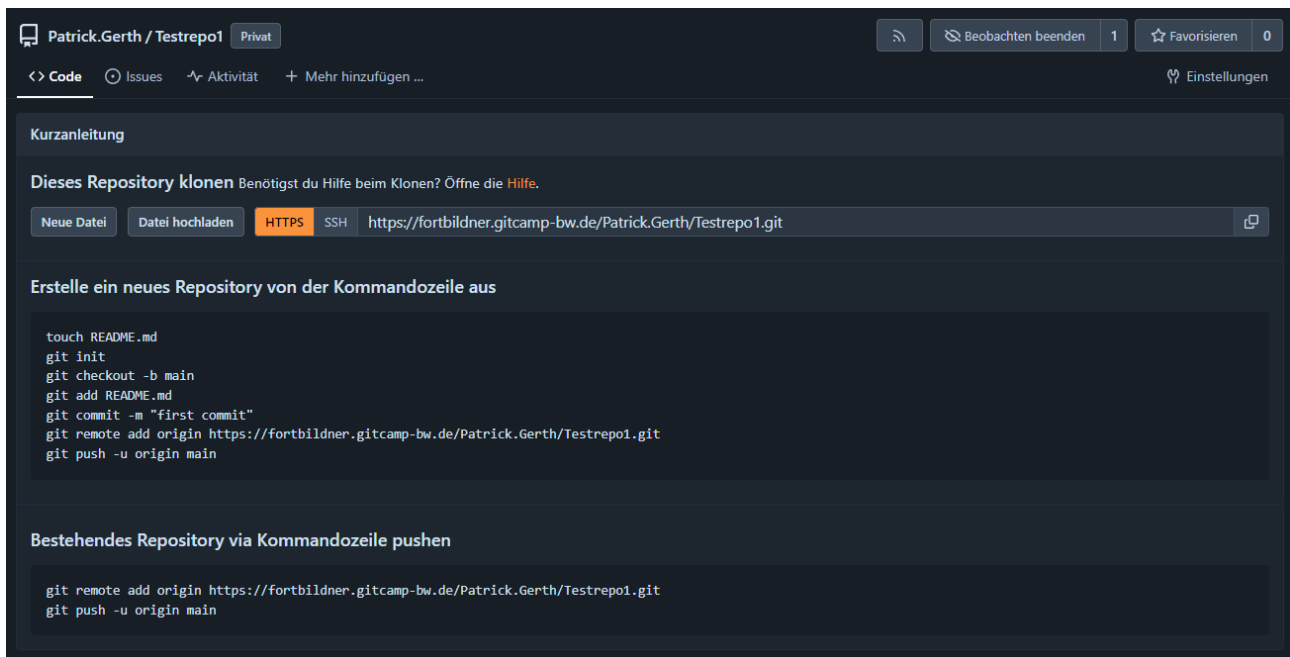 Patrick.Gerth / Testrepo1 Privat Beobachten beenden 1 Favorisieren 0
Code Issues Aktivität Mehr hinzufügen ... Einstellungen
Kurzanleitung
Dieses Repository klonen Benötigst du Hilfe beim Klonen? Öffne die Hilfe.
Neue Datei Datei hochladen HTTPS SSH https://fortbildner.gitcamp-bw.de/Patrick.Gerth/Testrepo1.git
Erstelle ein neues Repository von der Kommandozeile aus
touch README.md
git init
git checkout -b main
git add README.md
git commit -m "first commit"
git remote add origin https://fortbildner.gitcamp-bw.de/Patrick.Gerth/Testrepo1.git
git push -u origin main
Bestehendes Repository via Kommandozeile pushen
git remote add origin https://fortbildner.gitcamp-bw.de/Patrick.Gerth/Testrepo1.git
git push -u origin main